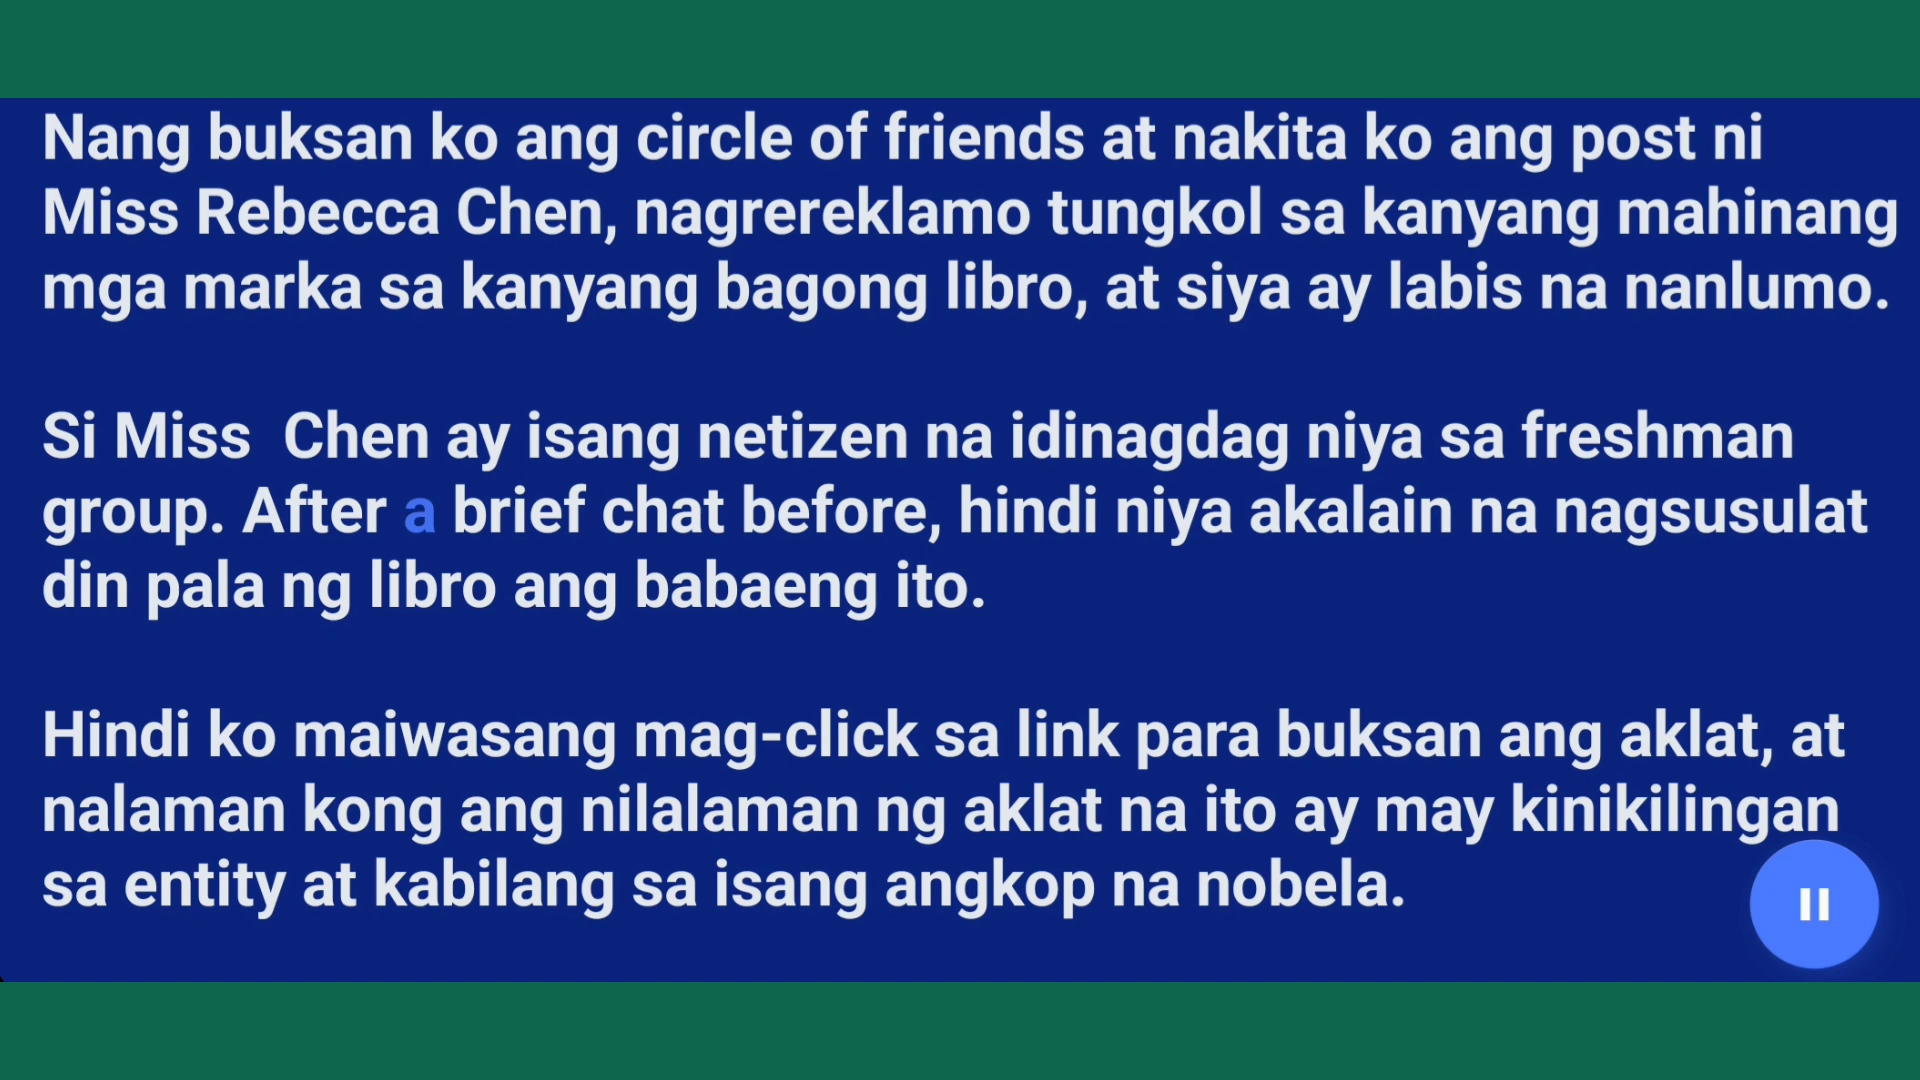 Nang buksan ko ang circle of friends at nakita ko ang post ni
Miss Rebecca Chen, nagrereklamo tungkol sa kanyang mahinang
mga marka sa kanyang bagong libro, at siya ay labis na nanlumo.
Si Miss  Chen ay isang netizen na idinagdag niya sa freshman
group. After a brief chat before, hindi niya akalain na nagsusulat
din pala ng libro ang babaeng ito.
Hindi ko maiwasang mag-click sa link para buksan ang aklat, at
nalaman kong ang nilalaman ng aklat na ito ay may kinikilingan
sa entity at kabilang sa isang angkop na nobela.